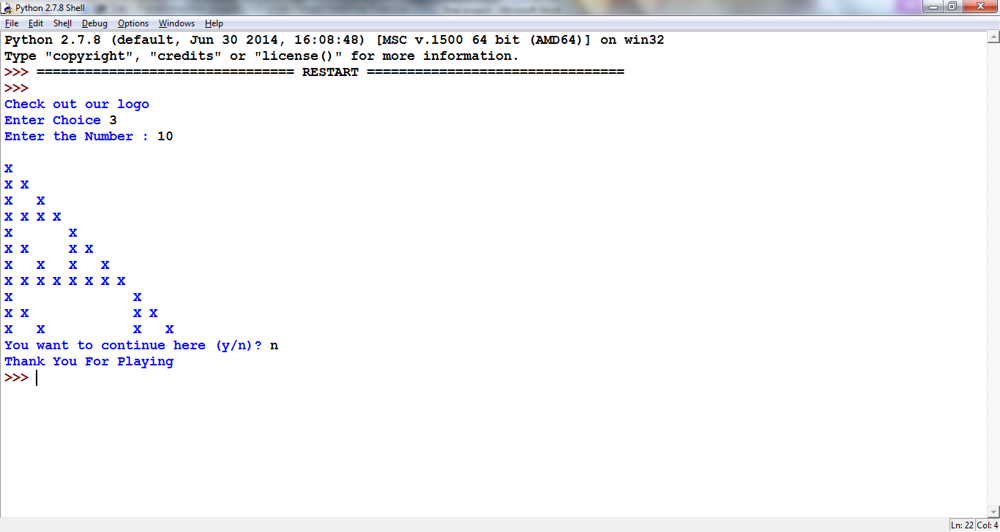 Python 2.7.8 Shell
File Edit Shell Debug Options Windows Help
Python 2.7.8 (default, Jun 30 2014, 16:08:48) [MSC v.1500 64 bit (AMD64)] on win32
Type "copyright", "credits" or "license()" for more information.
>>> ================================ RESTART ================================
>>>
Check out our logo
Enter Choice 3
Enter the Number : 10

x
x x
x   x
x x x x
x       x
x x     x x
x   x   x   x
x x x x x x x x
x               x
x x             x x
x   x           x   x
You want to continue here (y/n)? n
Thank You For Playing
>>>
Ln: 22 Col: 4